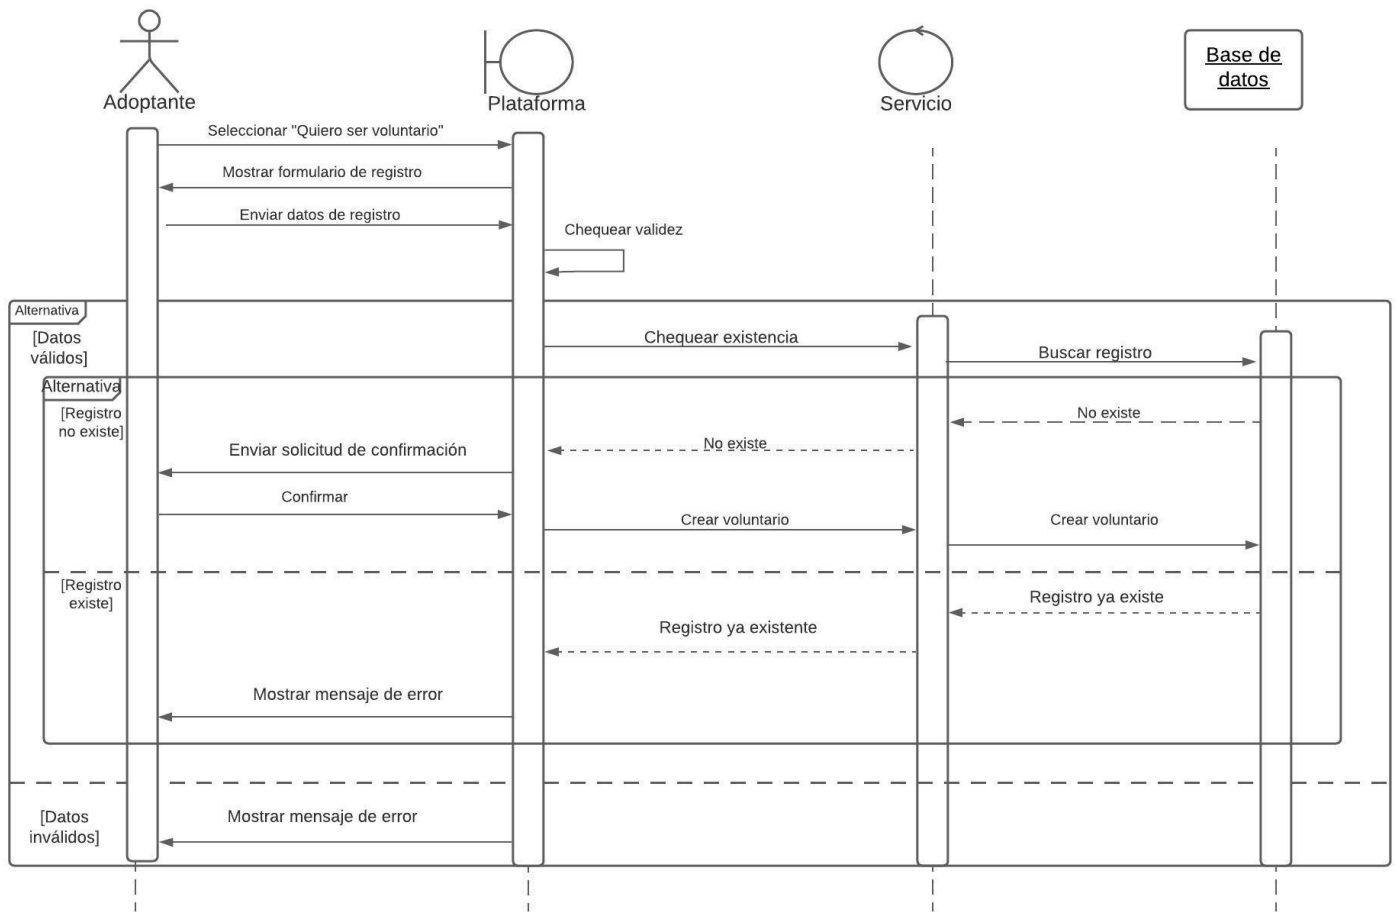 Adoptante
Plataforma
Servicio
Base de
datos
Seleccionar "Quiero ser voluntario"
Mostrar formulario de registro
Enviar datos de registro
Chequear validez
Alternativa
[Datos
válidos]
Chequear existencia
Buscar registro
Alternativa
[Registro
no existe]
No existe
No existe
Enviar solicitud de confirmación
Confirmar
Crear voluntario
Crear voluntario
[Registro
existe]
Registro ya existe
Registro ya existente
Mostrar mensaje de error
[Datos
inválidos]
Mostrar mensaje de error